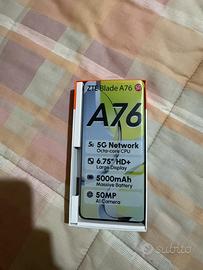 ZTE Blade A76 5G
A76
5G 5G Network
Octa-core CPU
6.75" HD+
Large Display
5000mAh
Massive Battery
50MP
AI Camera
subito